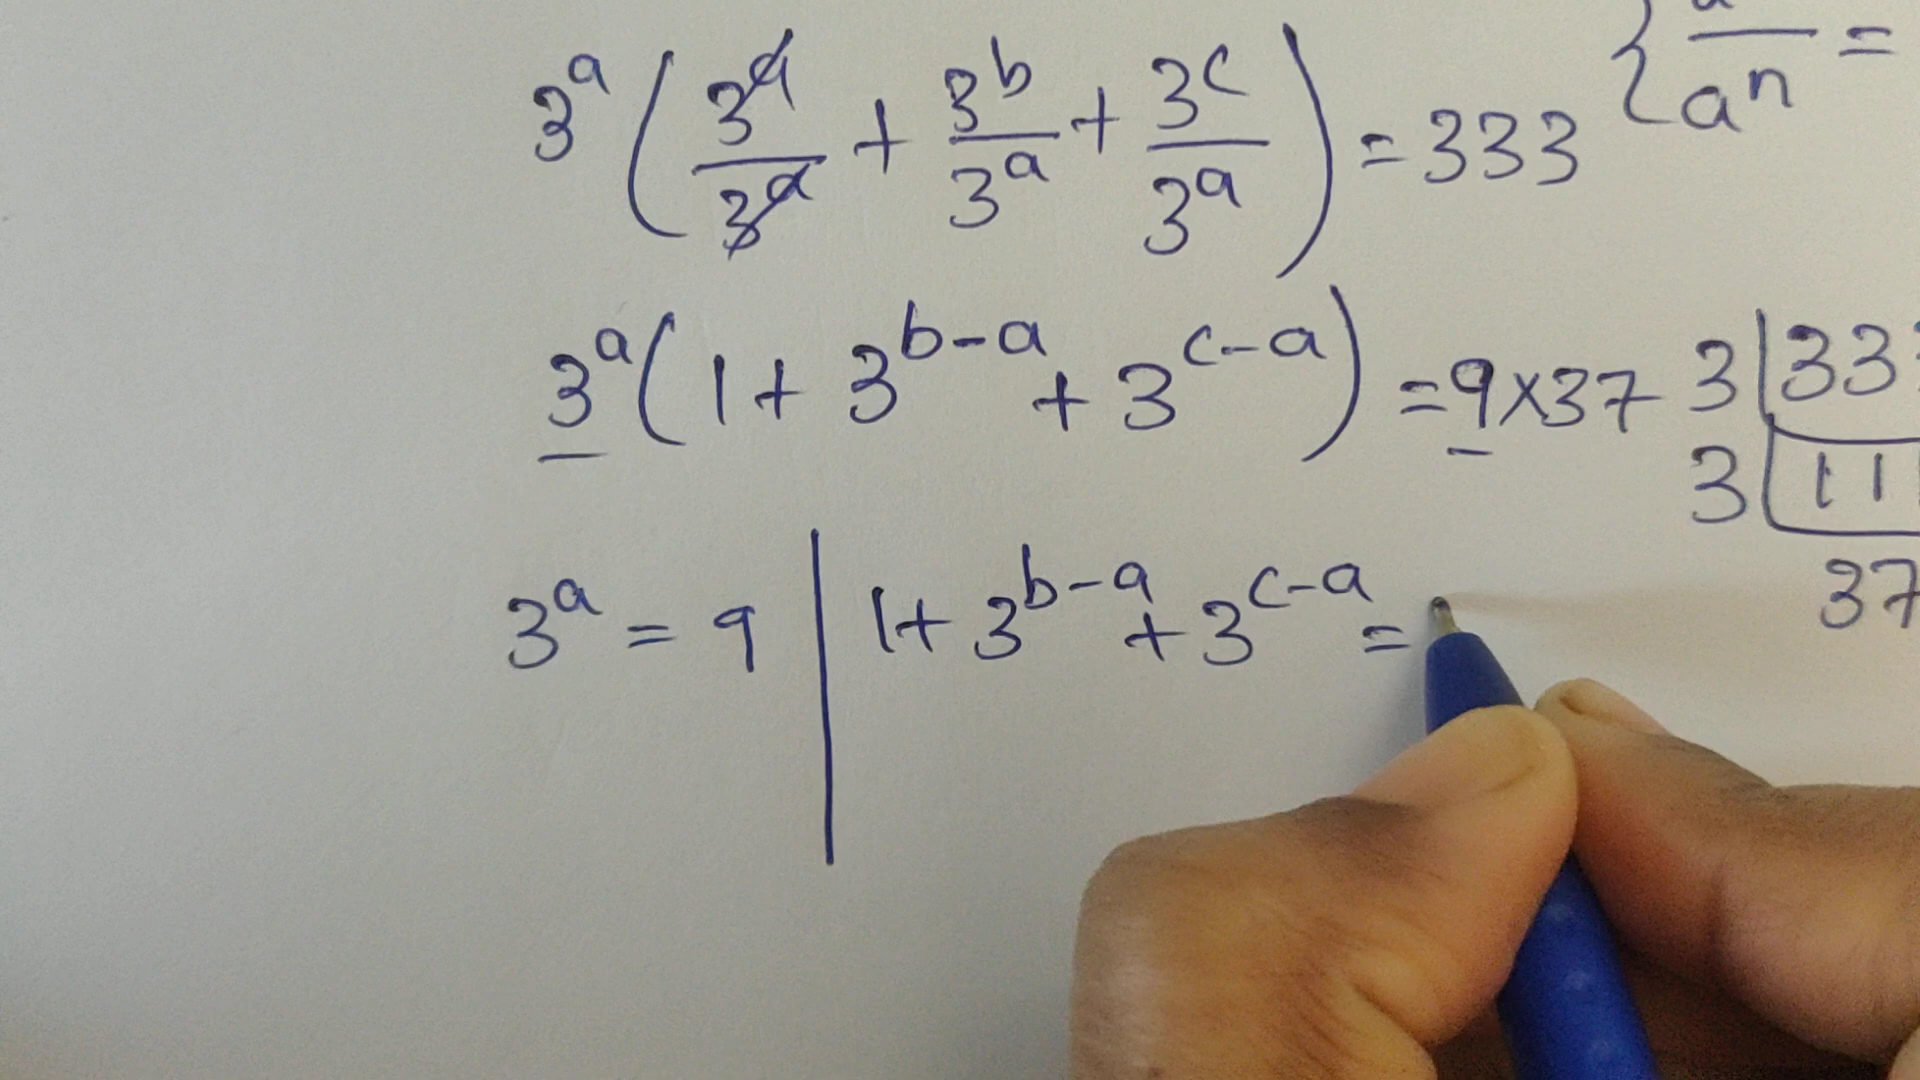 3^a ( 3^a/3^a + 3^b/3^a + 3^c/3^a ) = 333 { /a^n =
3^a ( 1 + 3^{b-a} + 3^{c-a} ) = 9×37
3 | 33
3 | 11
37
3^a = 9 | 1 + 3^{b-a} + 3^{c-a} =